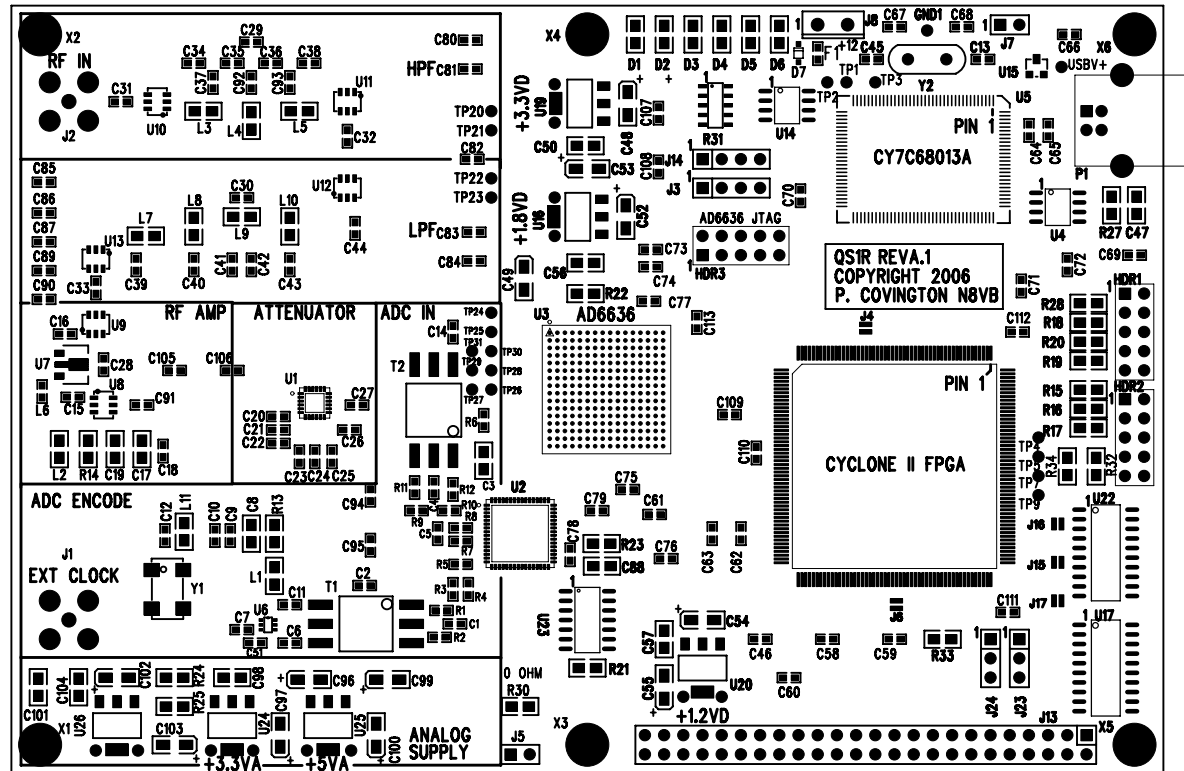 X2
RF IN
J2
C31
U10
C34
C35
C29
C36
C38
C37
C92
C93
L3
L4
L5
U11
C32
C80
HPF C81
TP20
TP21
C82
TP22
TP23
C85
C86
C87
C89
C90
L7
L8
C30
L9
L10
U12
C44
LPF C83
C84
U13
C33
C39
C40
C41
C42
C43
X4
D1
D2
D3
D4
D5
D6
D7
F1
J8
+12
C67
GND1
C68
J7
C66
X6
USBV+
U15
C45
Y2
C13
TP1
TP2
TP3
U5
PIN 1
CY7C68013A
C64
C65
P1
+3.3VD
U19
C48
C107
C50
C53
C108
R31
U14
J14
J3
C70
+1.8VD
U16
C52
AD6636 JTAG
HDR3
C73
C74
C49
C56
R22
C77
C113
QS1R REVA.1
COPYRIGHT 2006
P. COVINGTON N8VB
U4
R27
C47
C69
C72
C71
C112
J4
HDR1
R28
R18
R20
R19
R15
R16
R17
HDR2
RF AMP
C16
U9
U7
C28
U8
L6
C15
C105
C91
L2
R14
C19
C17
C18
ATTENUATOR
C106
U1
C27
C20
C21
C22
C26
C23
C24
C25
ADC IN
C14
T2
TP24
TP25
TP31
TP29
TP30
TP28
TP27
TP26
R6
C3
U3
AD6636
C109
C110
PIN 1
CYCLONE II FPGA
TP4
TP7
TP9
R34
R32
U22
J16
J15
J17
U17
C111
J6
ADC ENCODE
J1
EXT CLOCK
C12
L11
C10
C9
C8
R13
Y1
L1
C94
C95
C11
T1
C2
U6
C7
C51
C6
R11
C4
R12
R10
R9
R8
C5
R7
R5
R3
R4
R1
C1
R2
U2
C75
C79
C61
C78
R23
C88
C76
C63
C62
U23
R21
C54
C57
C55
U20
+1.2VD
C46
C58
C59
C60
R33
J24
J23
J13
X5
C101
C104
X1
U26
C102
R24
R25
C103
C98
U24
+3.3VA
C97
C96
+5VA
U25
C99
C100
ANALOG
SUPPLY
0 OHM
R30
J5
X3